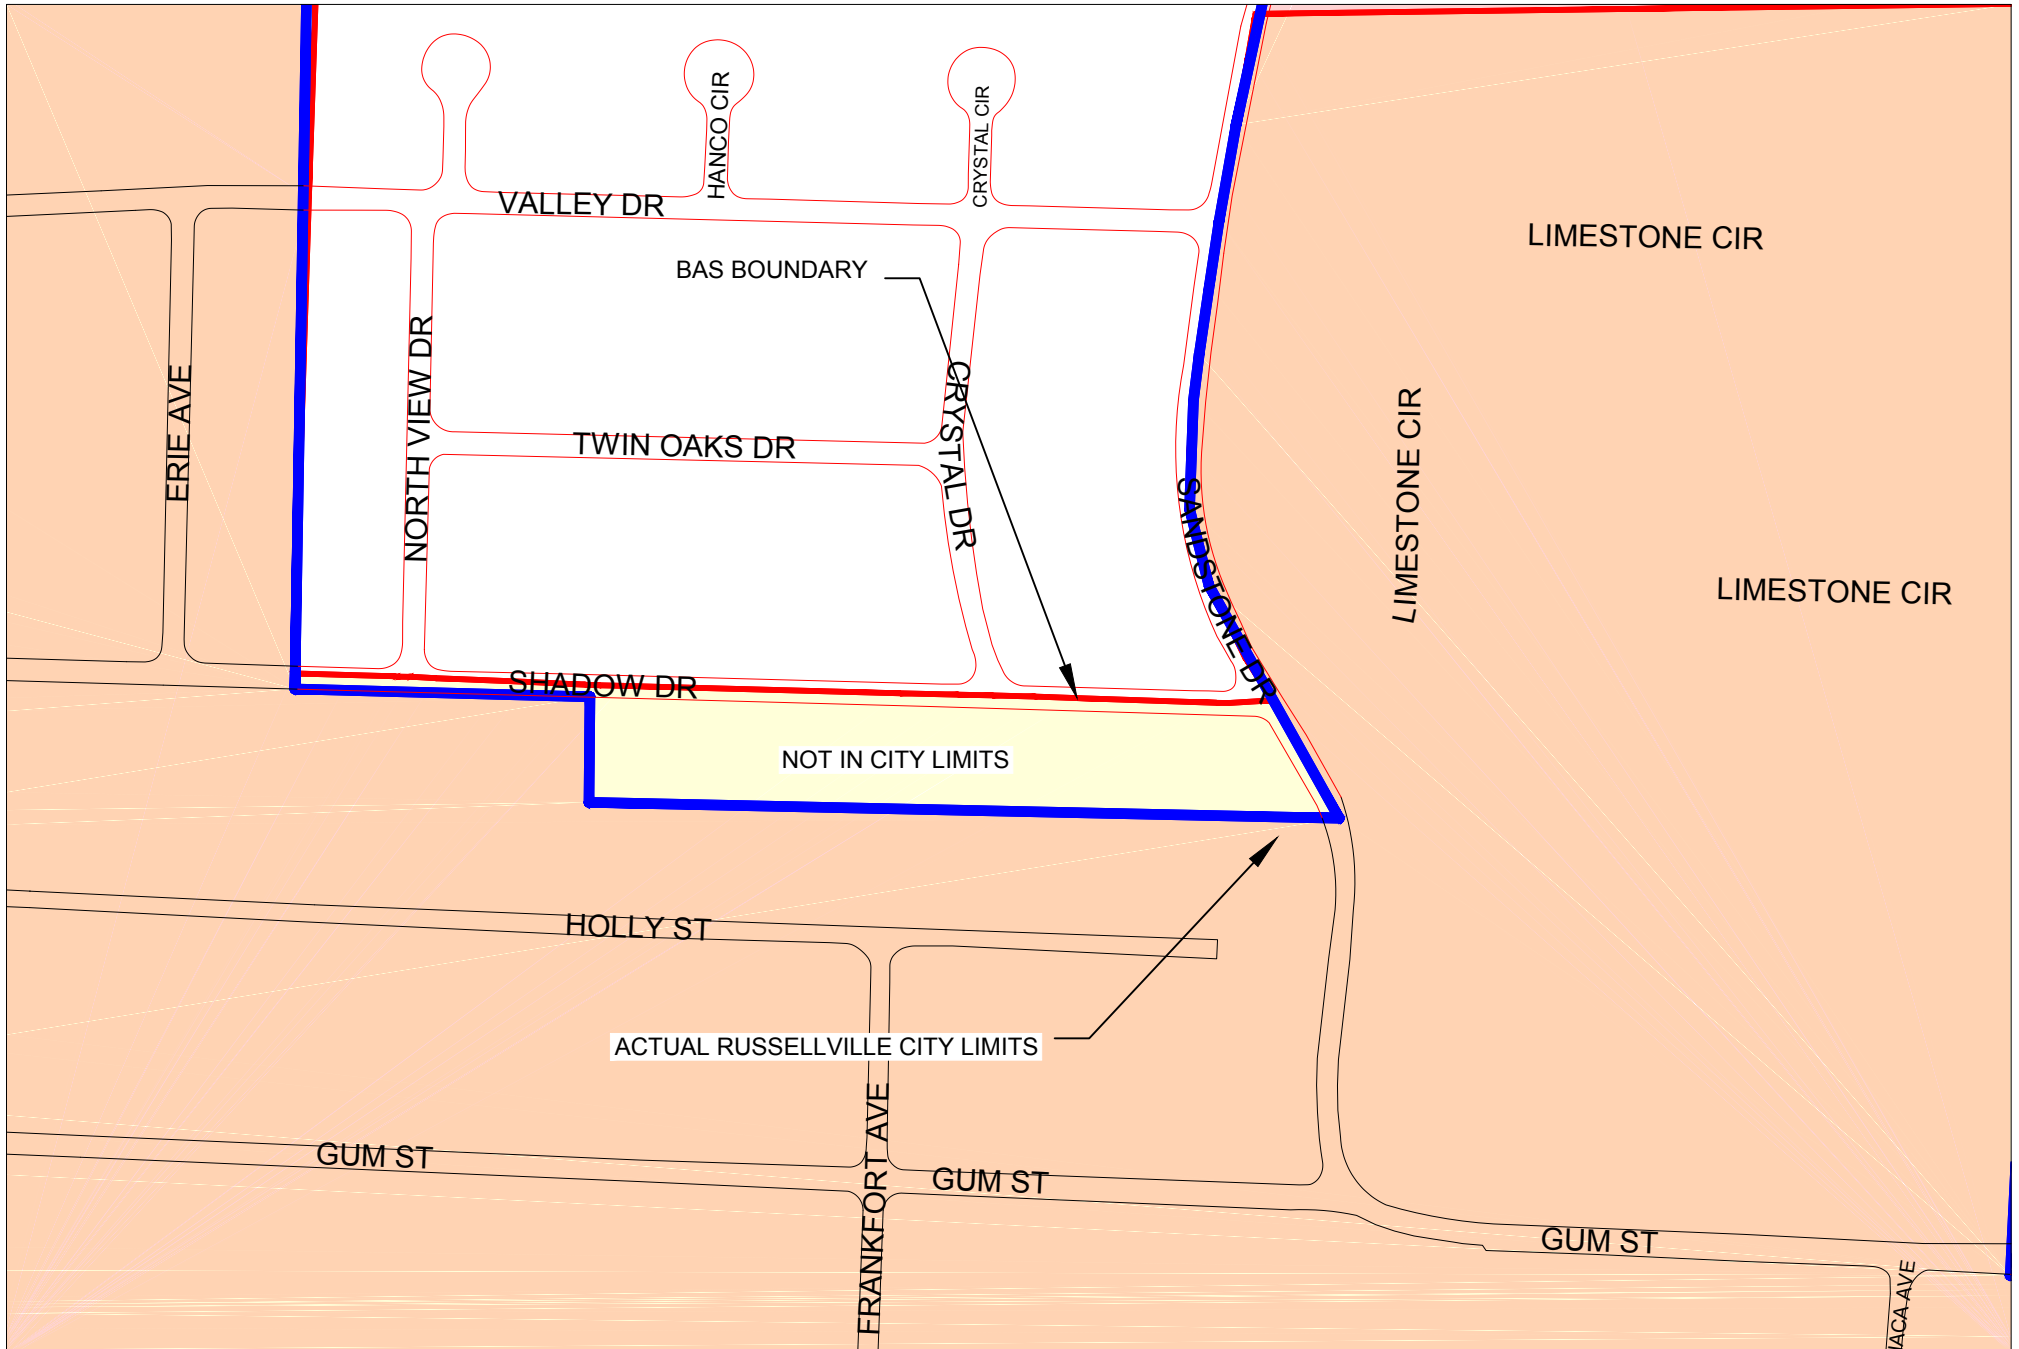 HANCO CIR
CRYSTAL CIR
VALLEY DR
LIMESTONE CIR
BAS BOUNDARY
NORTH VIEW DR
ERIE AVE
CRYSTAL DR
LIMESTONE CIR
TWIN OAKS DR
SANDSTONE DR
LIMESTONE CIR
SHADOW DR
NOT IN CITY LIMITS
HOLLY ST
ACTUAL RUSSELLVILLE CITY LIMITS
FRANKFORT AVE
GUM ST
GUM ST
GUM ST
ACA AVE